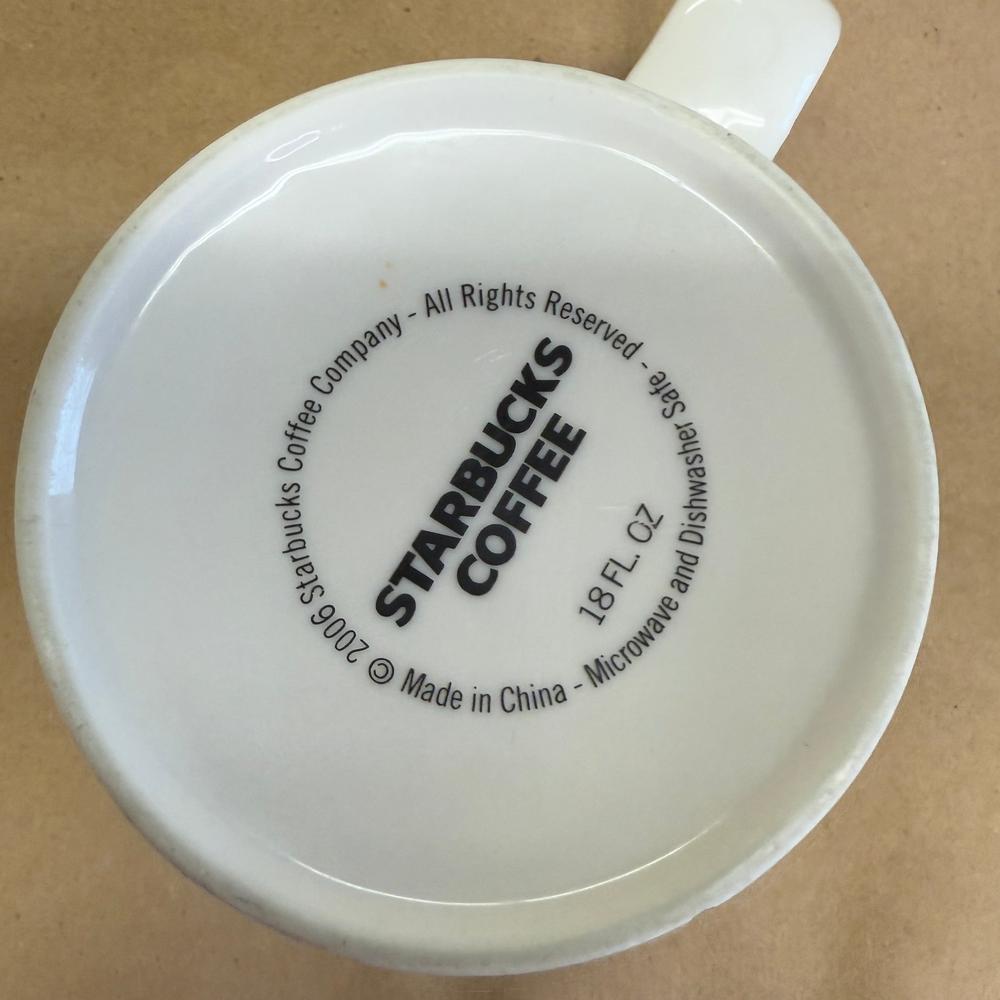 STARBUCKS
COFFEE
18 FL. OZ
© 2006 Starbucks Coffee Company - All Rights Reserved -
Made in China - Microwave and Dishwasher Safe -